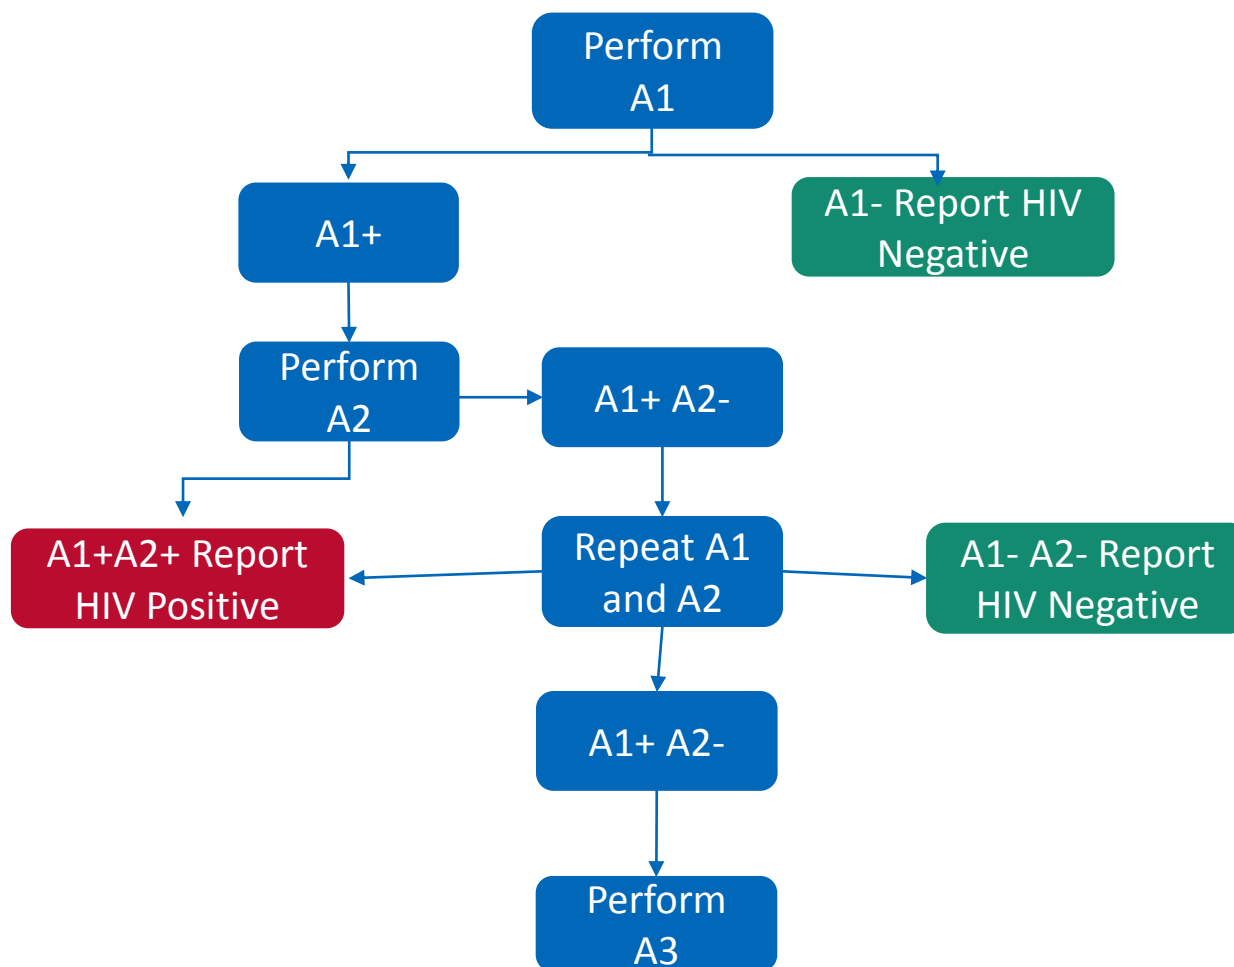 Perform
A1
A1+
A1- Report HIV
Negative
Perform
A2
A1+ A2-
A1+A2+ Report
HIV Positive
Repeat A1
and A2
A1- A2- Report
HIV Negative
A1+ A2-
Perform
A3